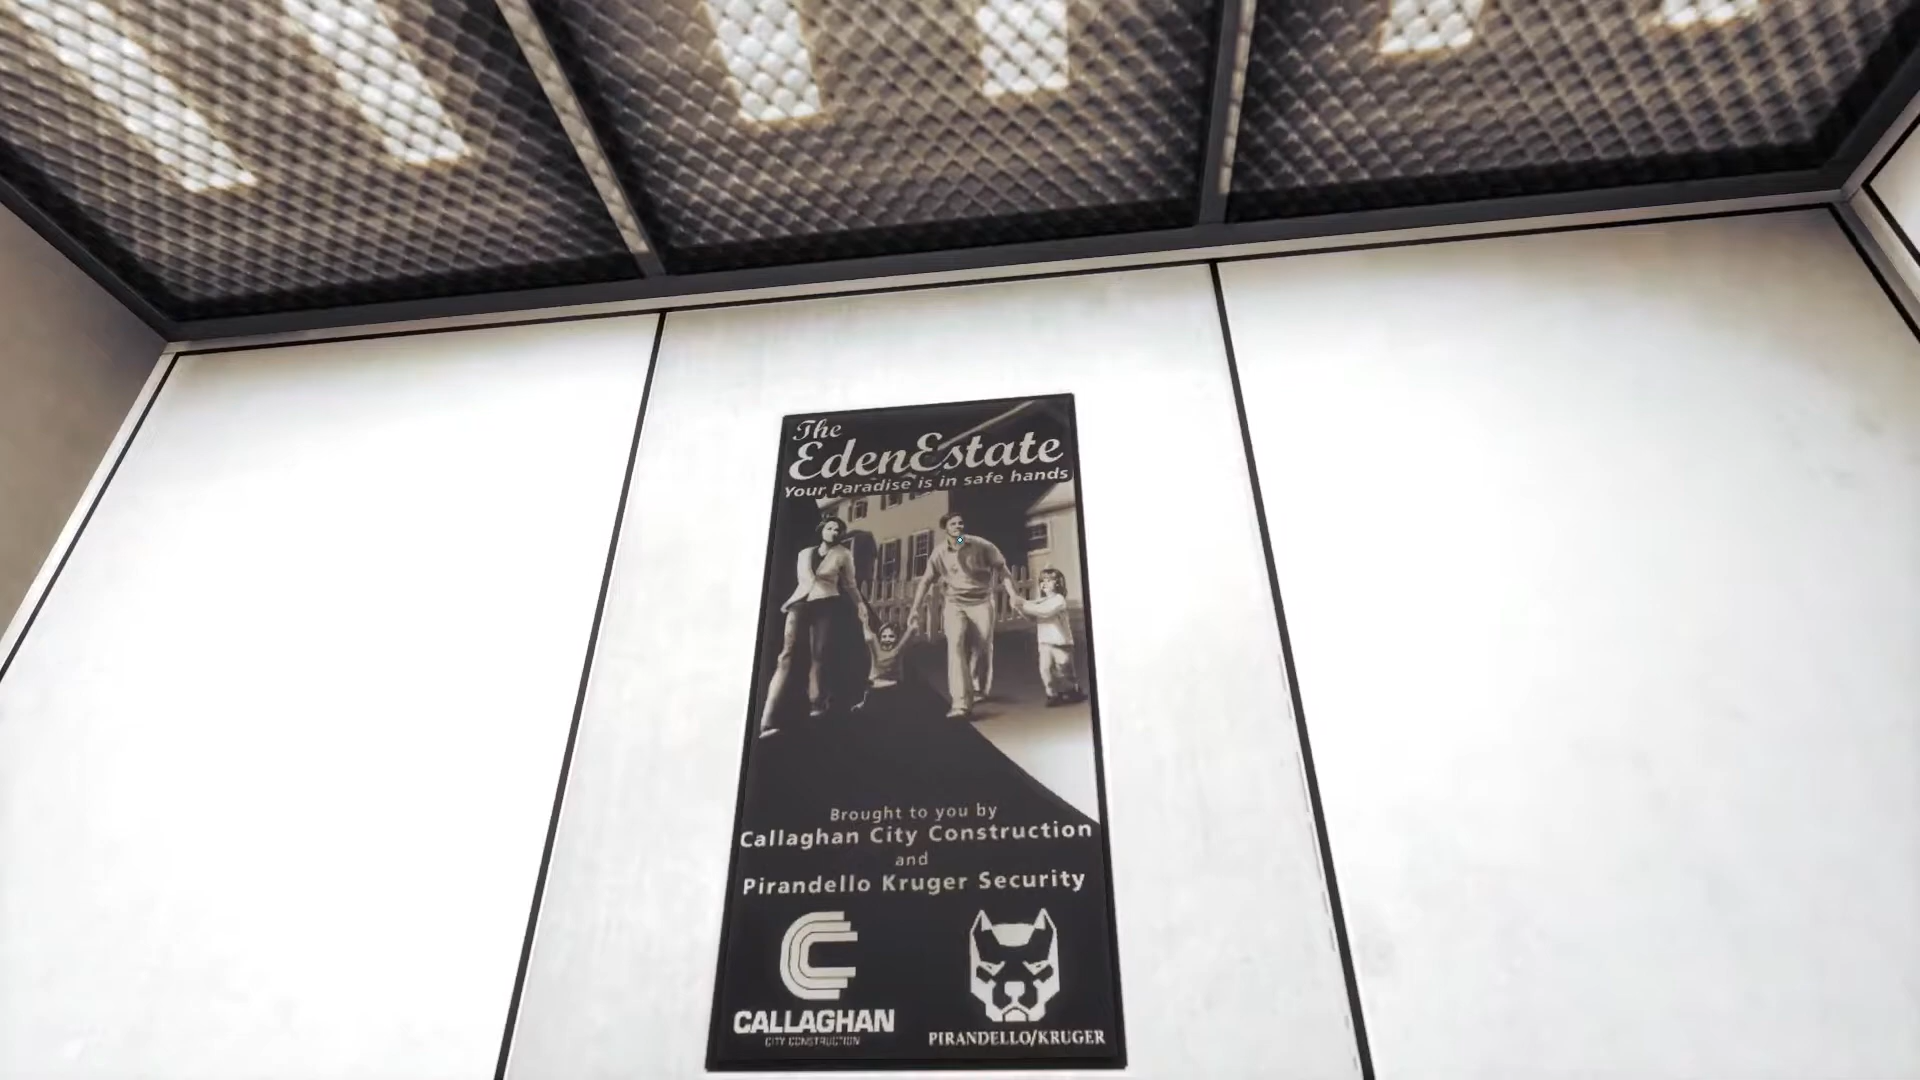 The
EdenEstate
Your Paradise is in safe hands
Brought to you by
Callaghan City Construction
and
Pirandello Kruger Security
CALLAGHAN
CITY CONSTRUCTION
PIRANDELLO/KRUGER